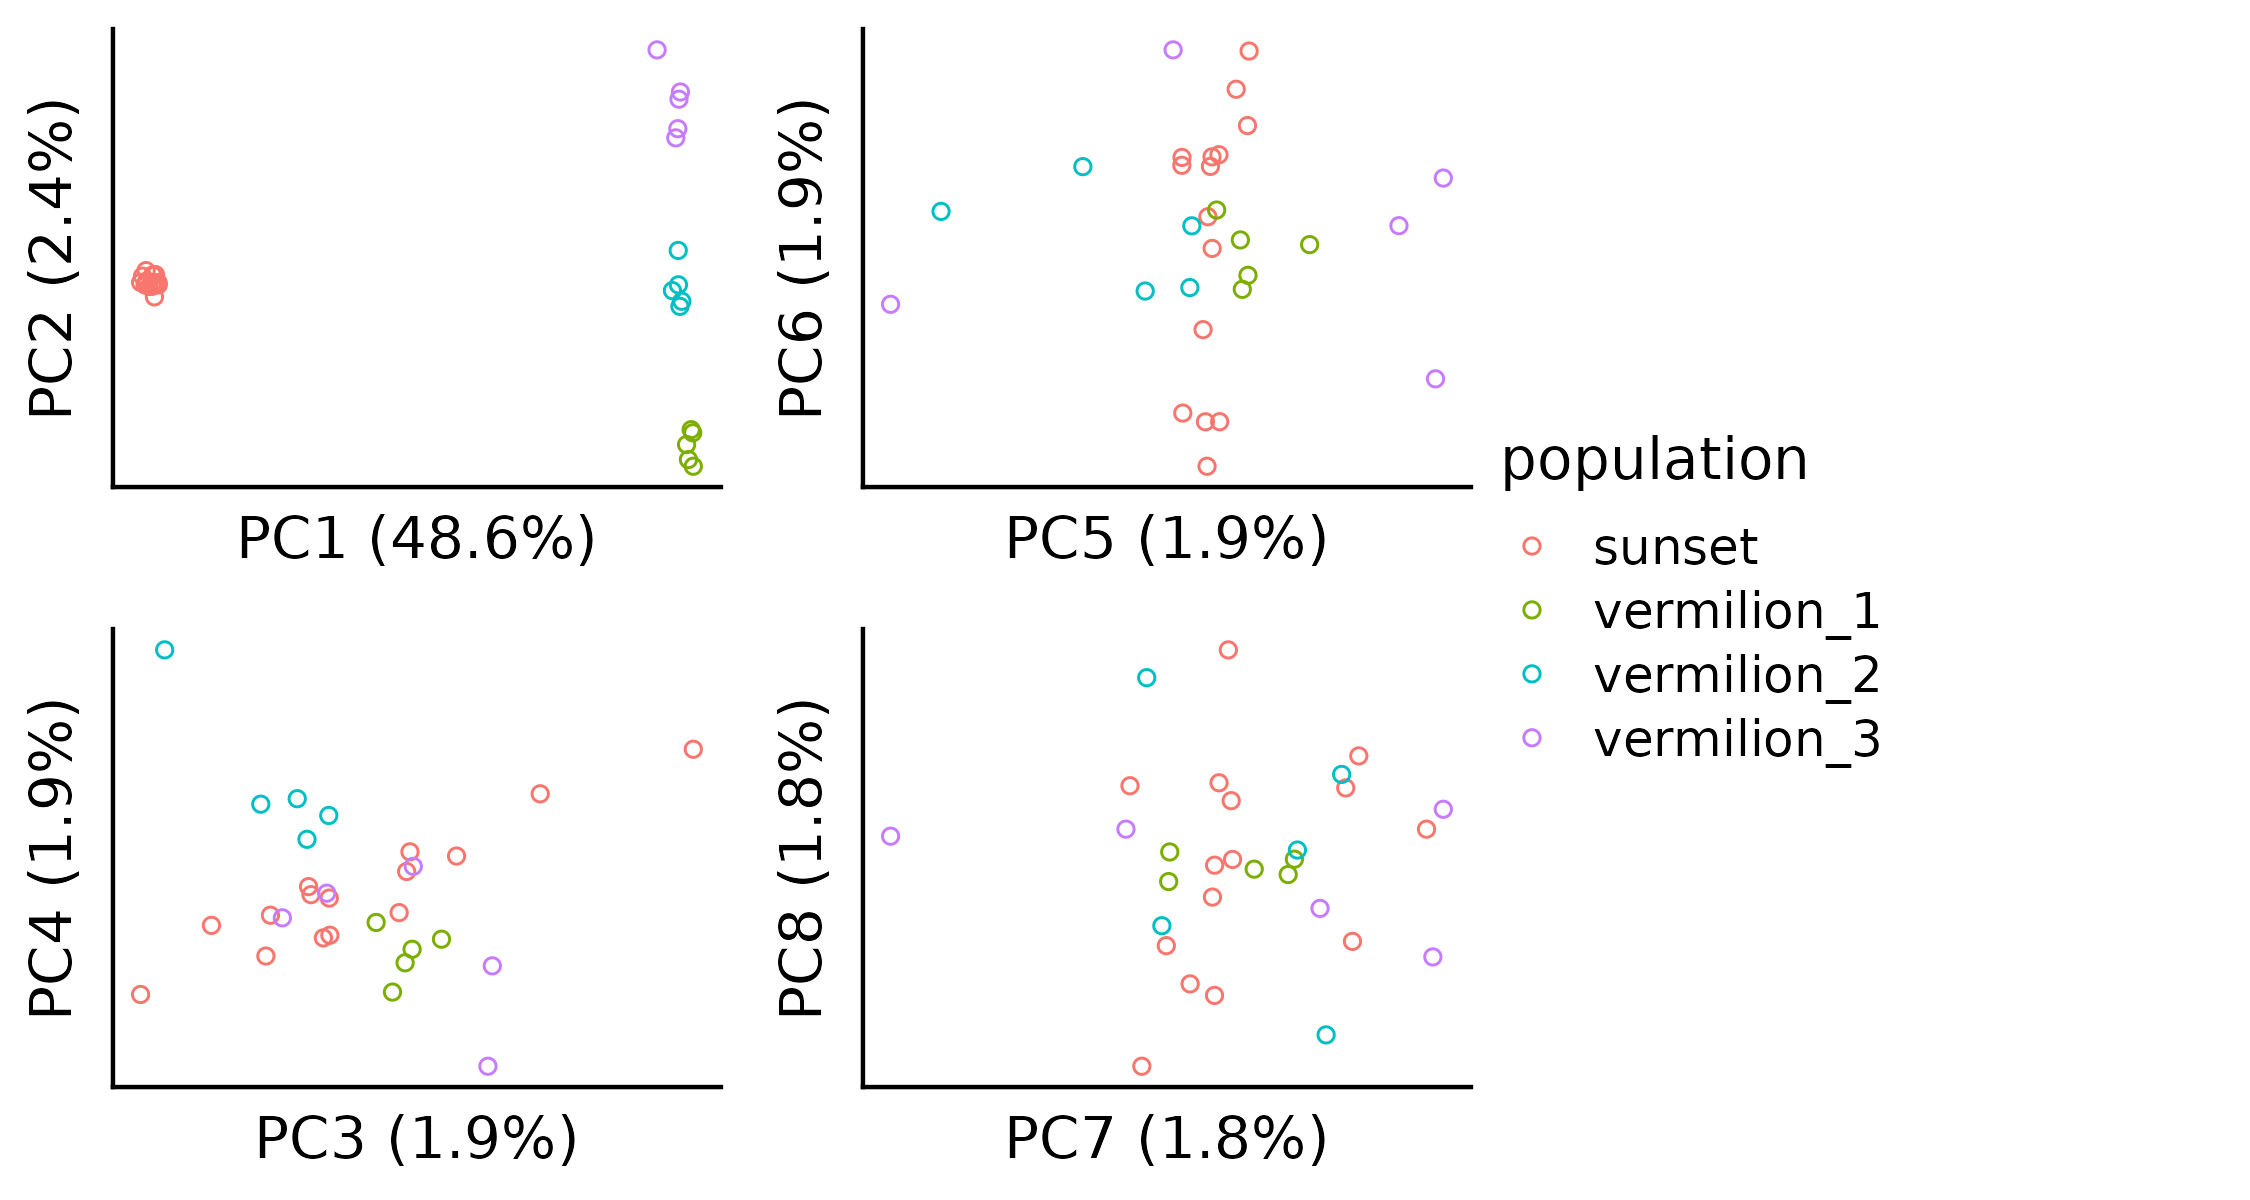 PC2 (2.4%)
PC1 (48.6%)
PC6 (1.9%)
PC5 (1.9%)
PC4 (1.9%)
PC3 (1.9%)
PC8 (1.8%)
PC7 (1.8%)
population
sunset
vermilion_1
vermilion_2
vermilion_3